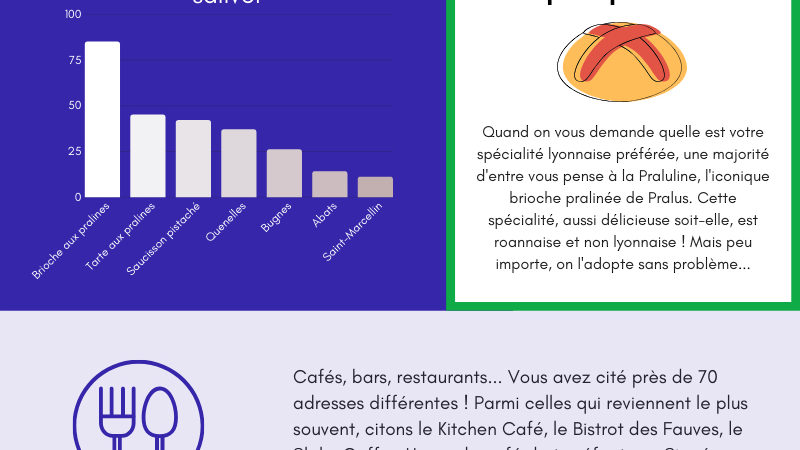 100
75
50
25
0
Brioche aux pralines
Tarte aux pralines
Saucisson pistaché
Quenelles
Bugnes
Abats
Saint-Marcellin
Quand on vous demande quelle est votre
spécialité lyonnaise préférée, une majorité
d'entre vous pense à la Praluline, l'iconique
brioche pralinée de Pralus. Cette
spécialité, aussi délicieuse soit-elle, est
roannaise et non lyonnaise ! Mais peu
importe, on l'adopte sans problème...
Cafés, bars, restaurants... Vous avez cité près de 70
adresses différentes ! Parmi celles qui reviennent le plus
souvent, citons le Kitchen Café, le Bistrot des Fauves, le